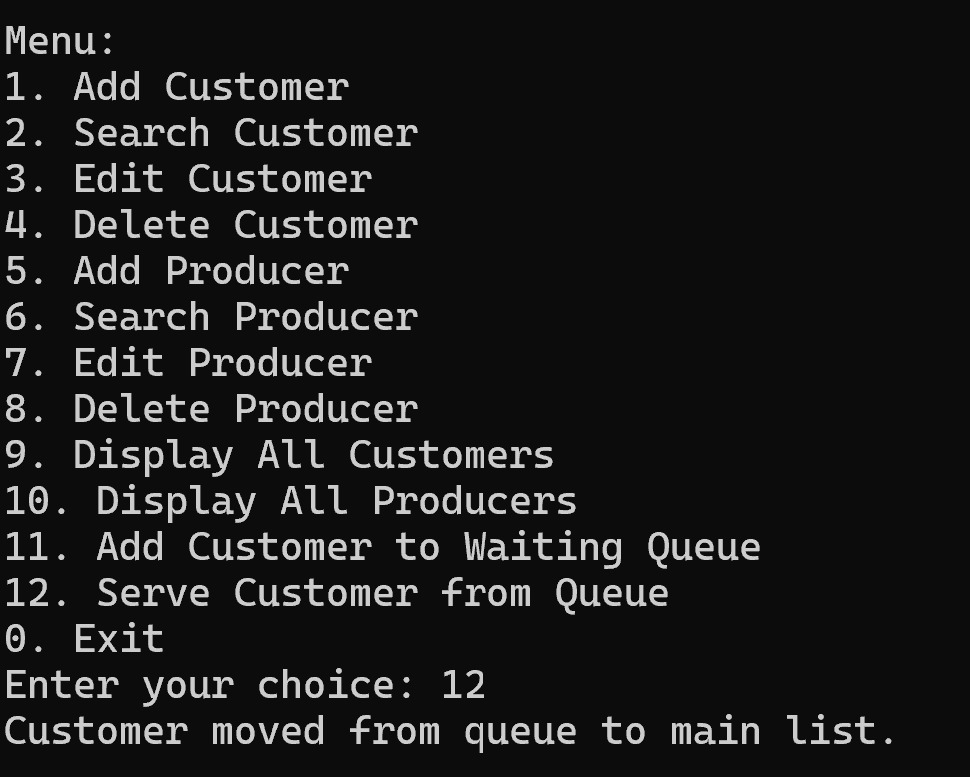 Menu:
1. Add Customer
2. Search Customer
3. Edit Customer
4. Delete Customer
5. Add Producer
6. Search Producer
7. Edit Producer
8. Delete Producer
9. Display All Customers
10. Display All Producers
11. Add Customer to Waiting Queue
12. Serve Customer from Queue
0. Exit
Enter your choice: 12
Customer moved from queue to main list.